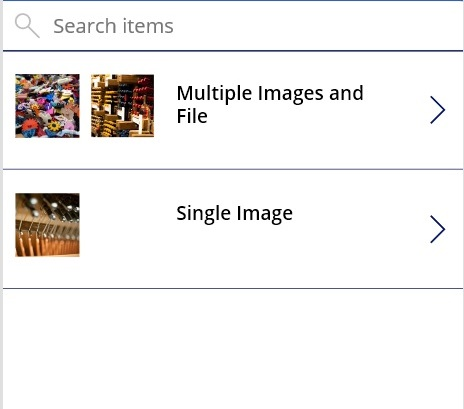 Search items
Multiple Images and
File
Single Image